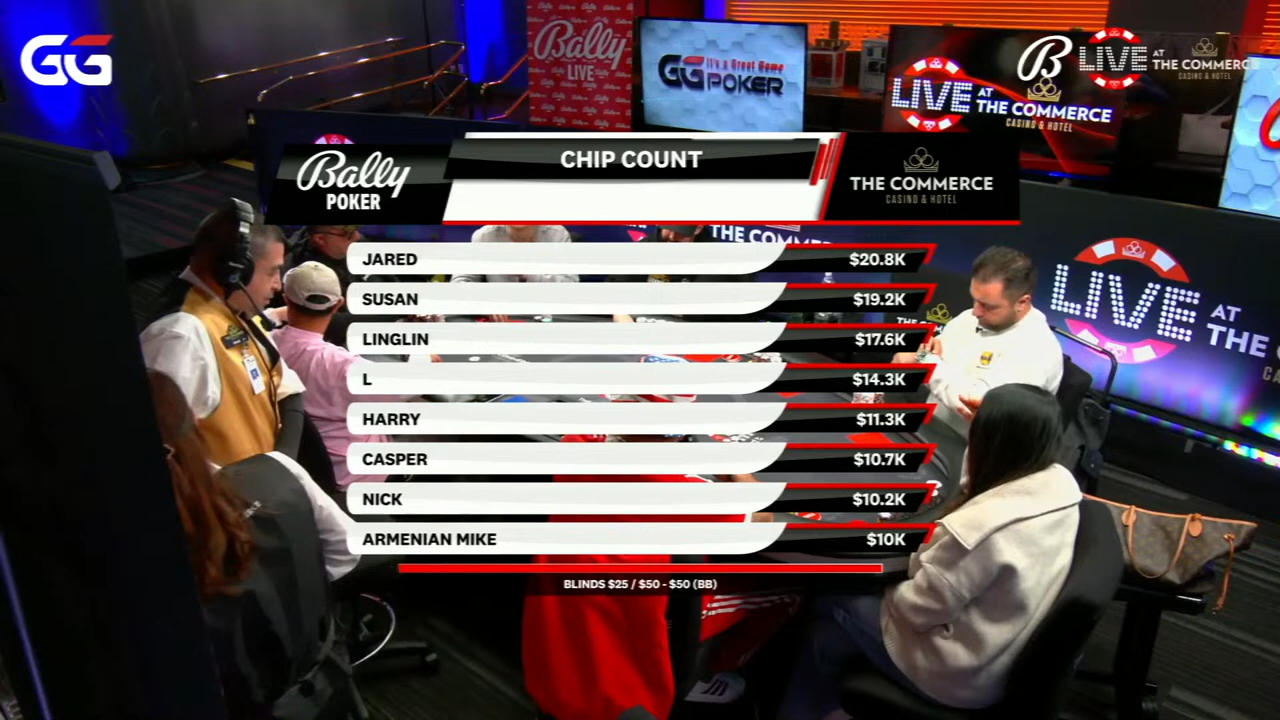 GG
Bally
LIVE
GG It's a Great Game
POKER
LIVE AT
THE COMMERCE
CASINO & HOTEL
B LIVE AT THE COMMERCE
CASINO & HOTEL
Bally
POKER
CHIP COUNT
THE COMMERCE
CASINO & HOTEL
JARED $20.8K
SUSAN $19.2K
LINGLIN $17.6K
L $14.3K
HARRY $11.3K
CASPER $10.7K
NICK $10.2K
ARMENIAN MIKE $10K
BLINDS $25 / $50 - $50 (BB)
LIVE AT
THE